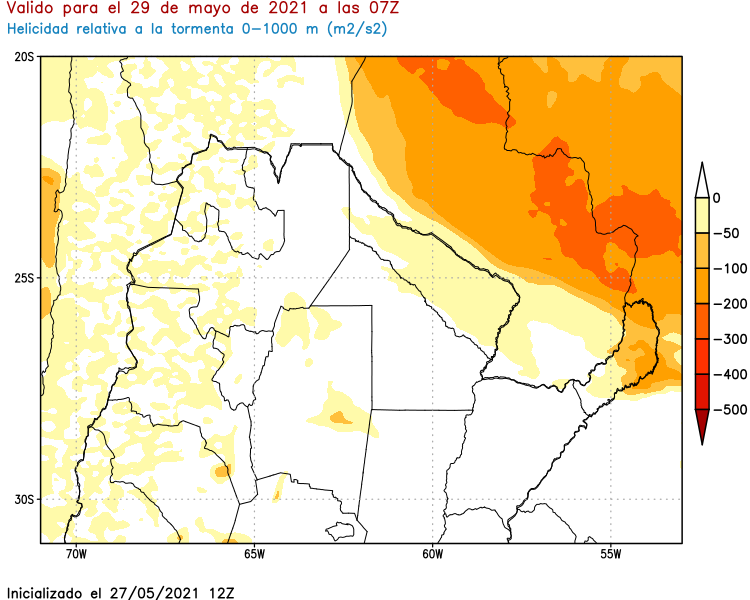 Valido para el 29 de mayo de 2021 a las 07Z
Helicidad relativa a la tormenta 0−1000 m (m2/s2)
20S
25S
30S
70W
65W
60W
55W
0
−50
−100
−200
−300
−400
−500
Inicializado el 27/05/2021 12Z